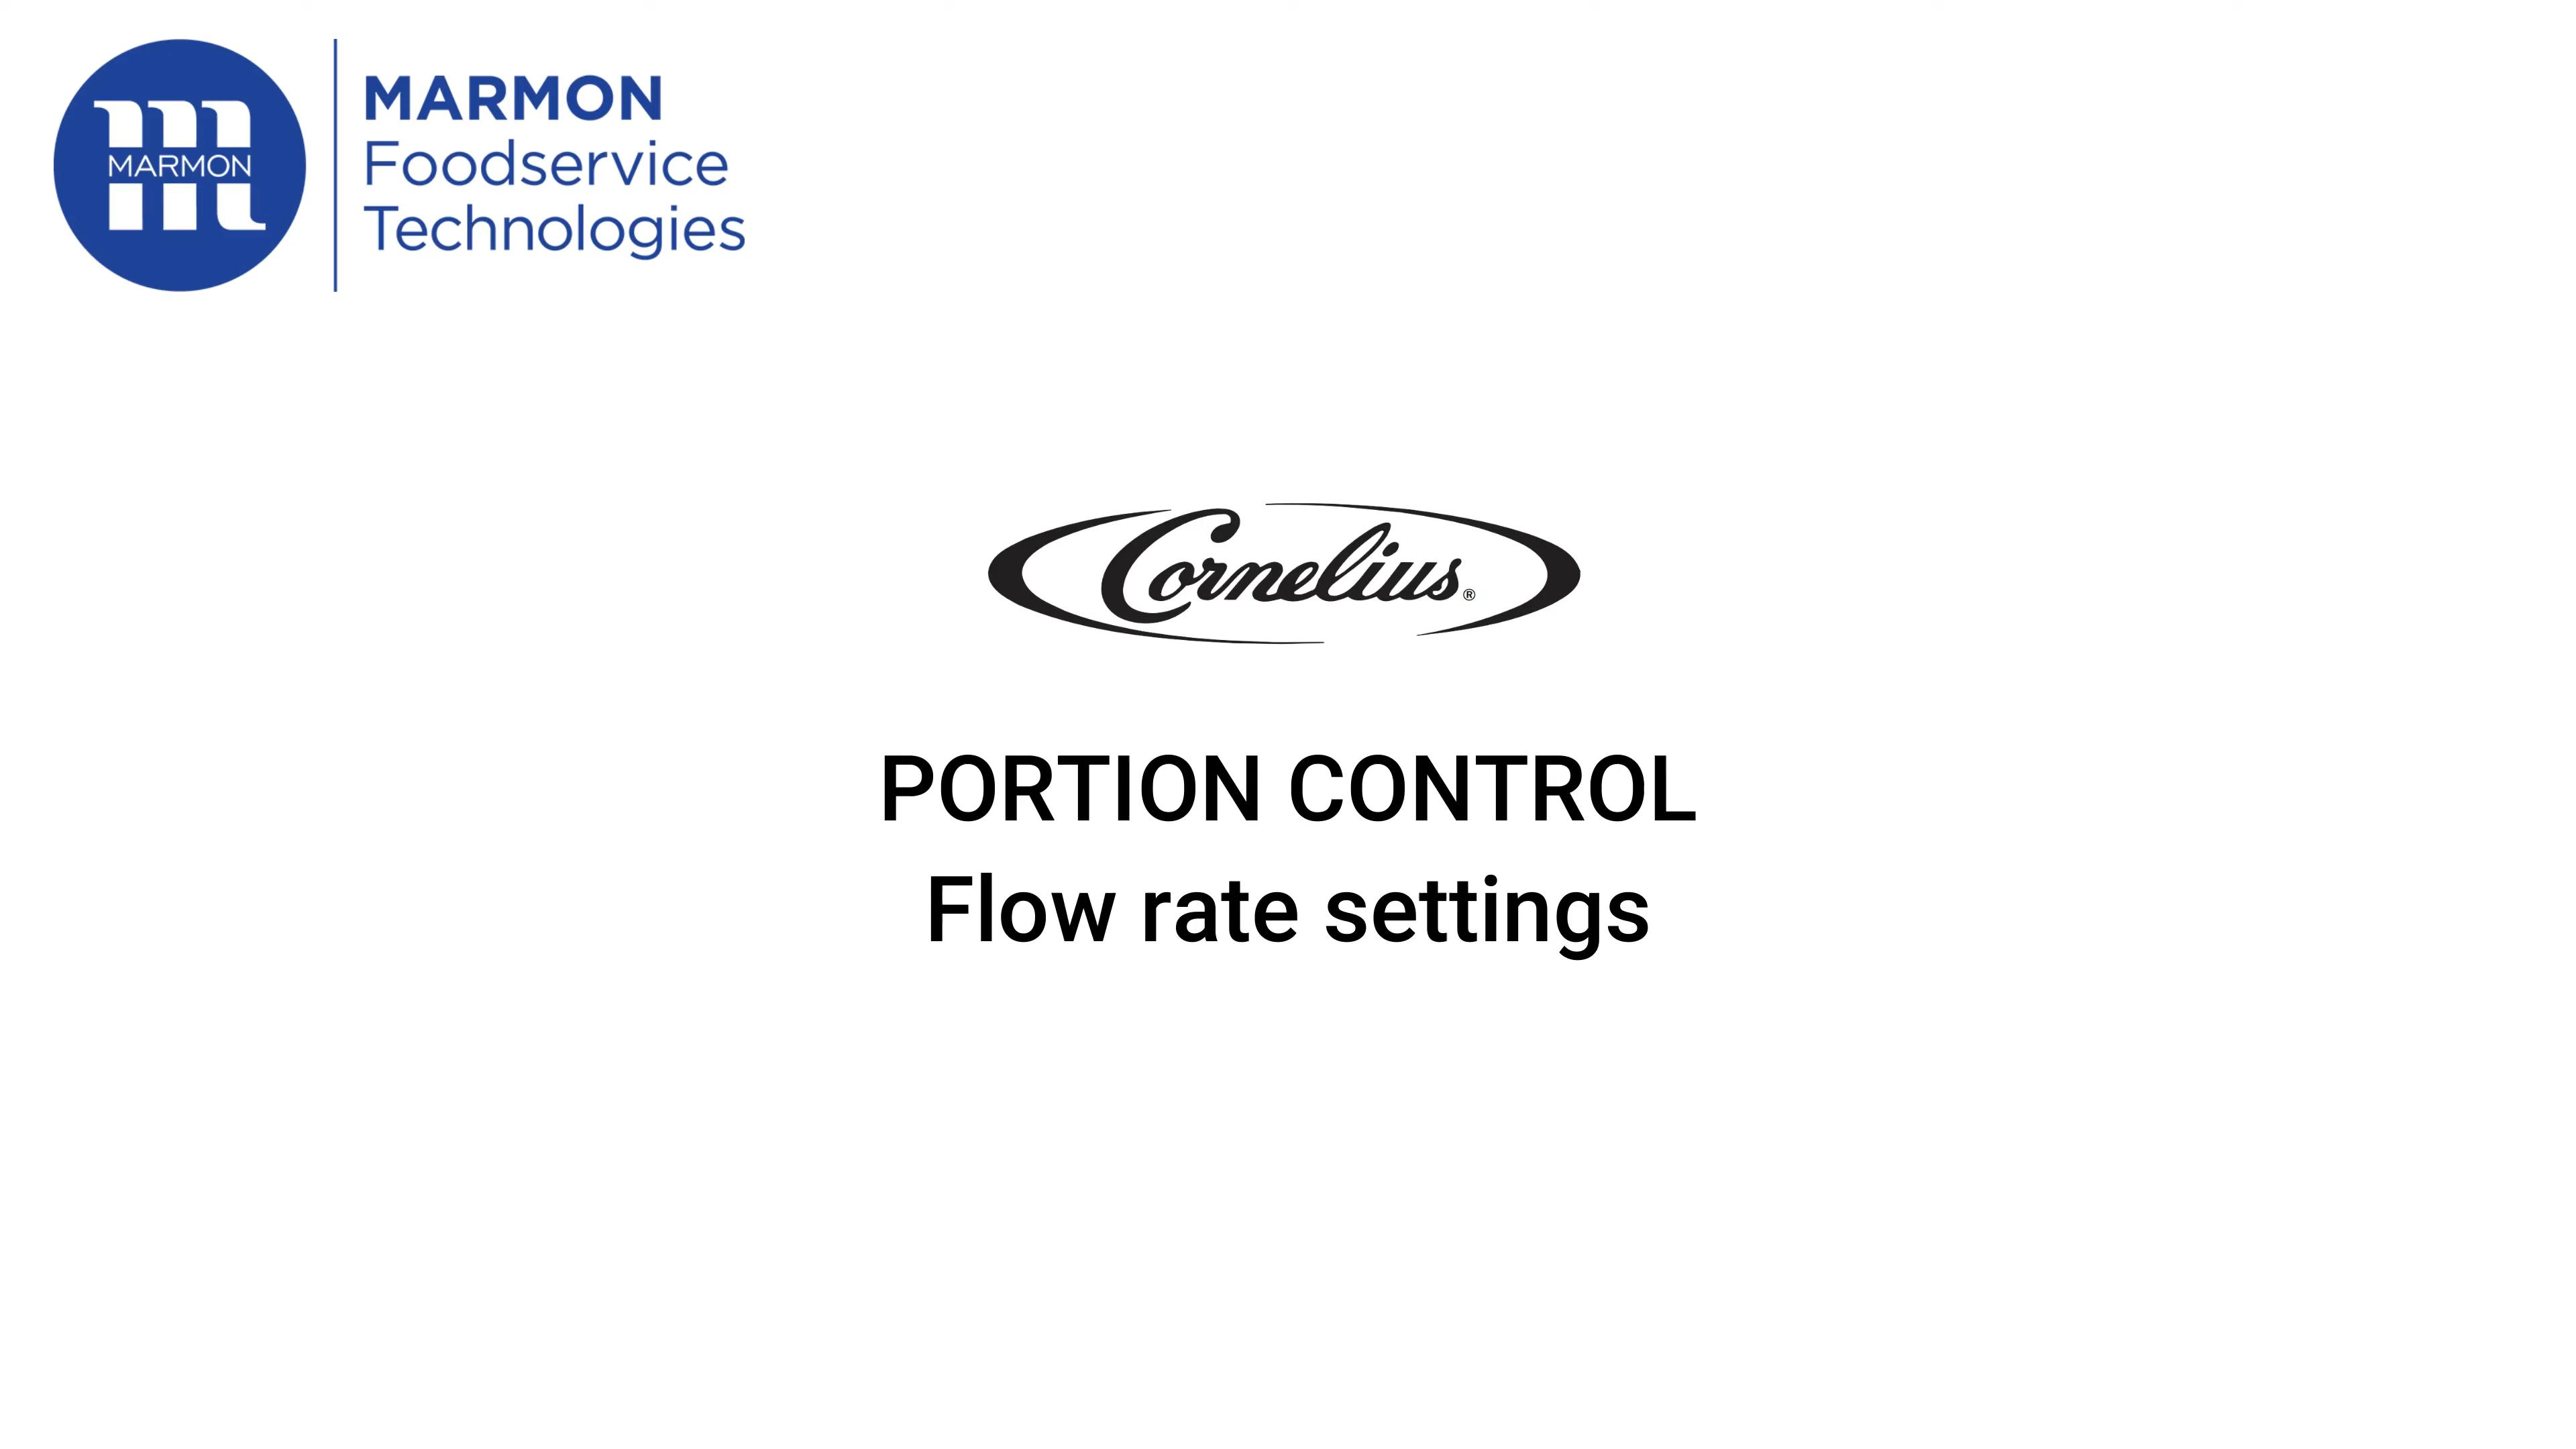 MARMON
MARMON
Foodservice
Technologies
Cornelius®
PORTION CONTROL
Flow rate settings